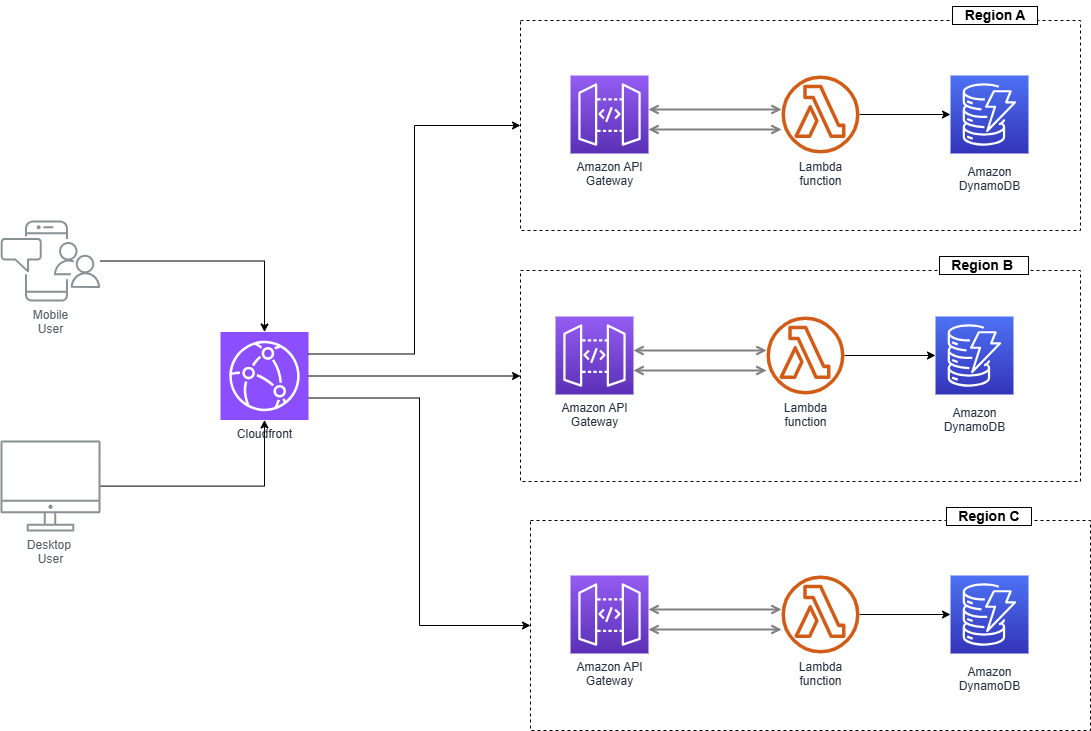 Region A
Amazon API
Gateway
Lambda
function
Amazon
DynamoDB
Mobile
User
Region B
Amazon API
Gateway
Lambda
function
Amazon
DynamoDB
Cloudfront
Desktop
User
Region C
Amazon API
Gateway
Lambda
function
Amazon
DynamoDB